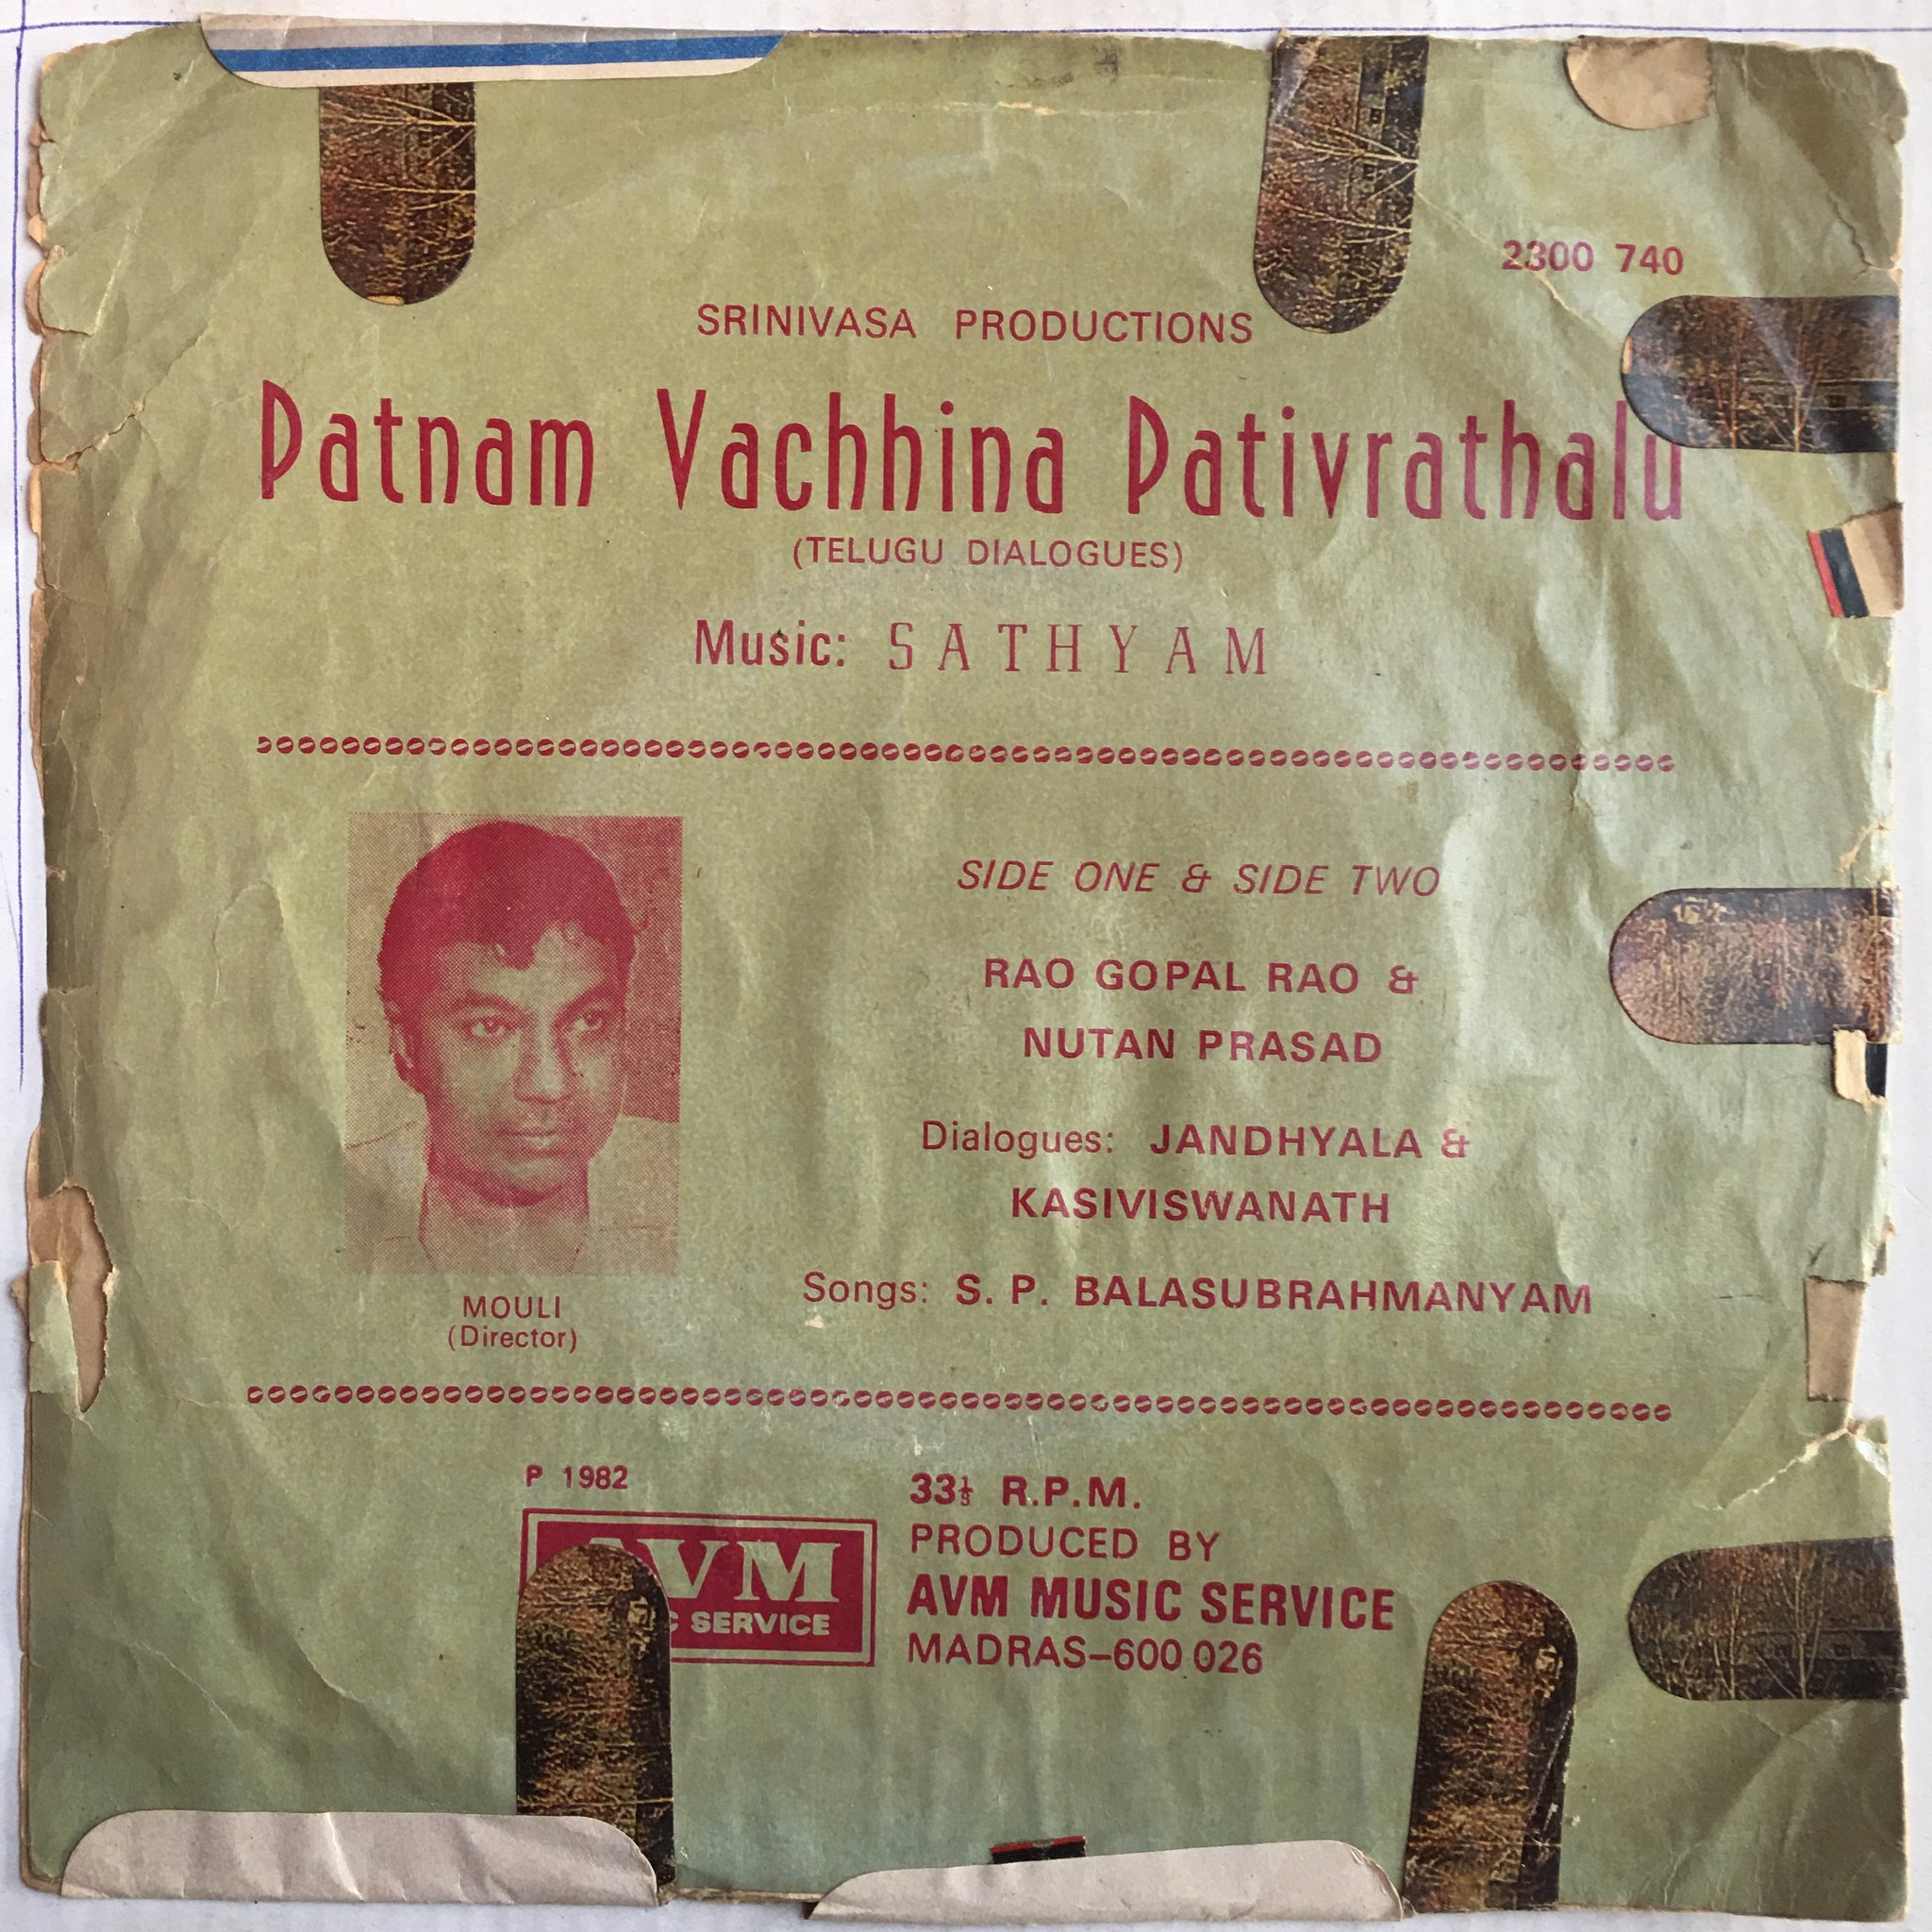 2300 740
SRINIVASA PRODUCTIONS
Patnam Vachhina Pativrathalu
(TELUGU DIALOGUES)
Music: SATHYAM
SIDE ONE & SIDE TWO
RAO GOPAL RAO &
NUTAN PRASAD
Dialogues: JANDHYALA &
KASIVISWANATH
Songs: S. P. BALASUBRAHMANYAM
MOULI
(Director)
P 1982
AVM
SERVICE
33⅓ R.P.M.
PRODUCED BY
AVM MUSIC SERVICE
MADRAS–600 026